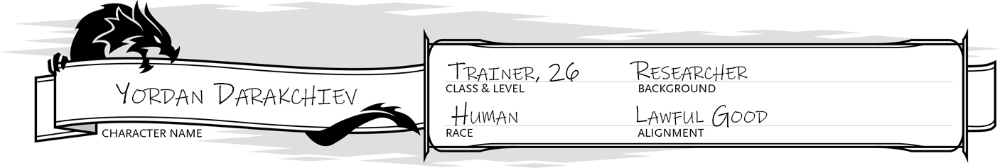 Yordan Darakchiev
CHARACTER NAME
Trainer, 26
CLASS & LEVEL
Researcher
BACKGROUND
Human
RACE
Lawful Good
ALIGNMENT